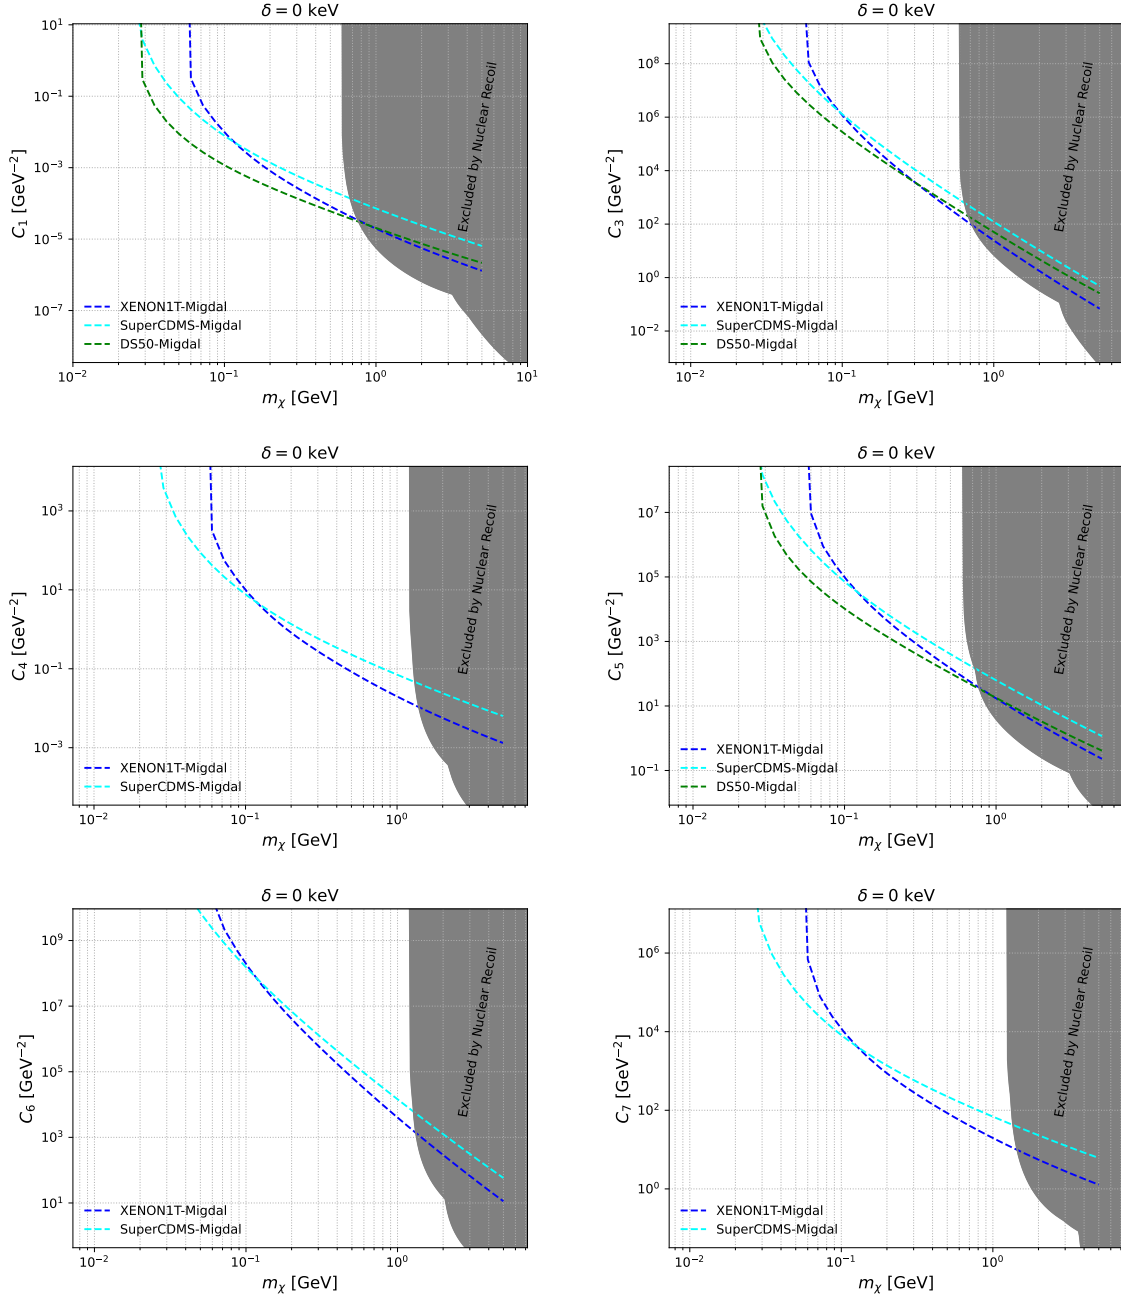 δ = 0 keV
10¹
10⁻¹
10⁻³
10⁻⁵
10⁻⁷
C₁ [GeV⁻²]
Excluded by Nuclear Recoil
XENON1T-Migdal
SuperCDMS-Migdal
DS50-Migdal
10⁻²
10⁻¹
10⁰
10¹
mχ [GeV]
δ = 0 keV
10⁸
10⁶
10⁴
10²
10⁰
10⁻²
C₃ [GeV⁻²]
Excluded by Nuclear Recoil
XENON1T-Migdal
SuperCDMS-Migdal
DS50-Migdal
10⁻²
10⁻¹
10⁰
mχ [GeV]
δ = 0 keV
10³
10¹
10⁻¹
10⁻³
C₄ [GeV⁻²]
Excluded by Nuclear Recoil
XENON1T-Migdal
SuperCDMS-Migdal
10⁻²
10⁻¹
10⁰
mχ [GeV]
δ = 0 keV
10⁷
10⁵
10³
10¹
10⁻¹
C₅ [GeV⁻²]
Excluded by Nuclear Recoil
XENON1T-Migdal
SuperCDMS-Migdal
DS50-Migdal
10⁻²
10⁻¹
10⁰
mχ [GeV]
δ = 0 keV
10⁹
10⁷
10⁵
10³
10¹
C₆ [GeV⁻²]
Excluded by Nuclear Recoil
XENON1T-Migdal
SuperCDMS-Migdal
10⁻²
10⁻¹
10⁰
mχ [GeV]
δ = 0 keV
10⁶
10⁴
10²
10⁰
C₇ [GeV⁻²]
Excluded by Nuclear Recoil
XENON1T-Migdal
SuperCDMS-Migdal
10⁻²
10⁻¹
10⁰
mχ [GeV]